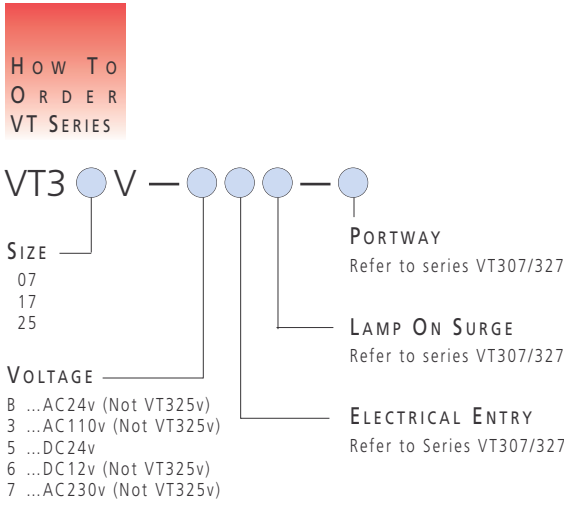 HOW TO
ORDER
VT SERIES
VT3 V — —
SIZE
07
17
25
VOLTAGE
B ...AC24v (Not VT325v)
3 ...AC110v (Not VT325v)
5 ...DC24v
6 ...DC12v (Not VT325v)
7 ...AC230v (Not VT325v)
PORTWAY
Refer to series VT307/327
LAMP ON SURGE
Refer to series VT307/327
ELECTRICAL ENTRY
Refer to Series VT307/327